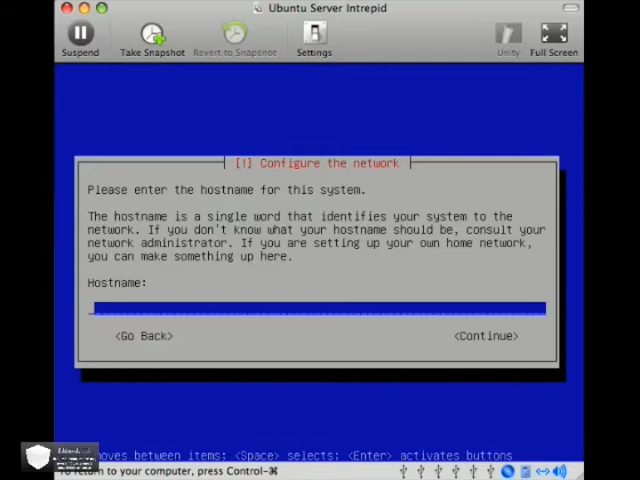 Ubuntu Server Intrepid
Suspend Take Snapshot Revert to Snapshot Settings Unity Full Screen
[!] Configure the network
Please enter the hostname for this system.
The hostname is a single word that identifies your system to the
network. If you don't know what your hostname should be, consult your
network administrator. If you are setting up your own home network,
you can make something up here.
Hostname:
<Go Back> <Continue>
moves between items; <Space> selects; <Enter> activates buttons
To return to your computer, press Control-⌘